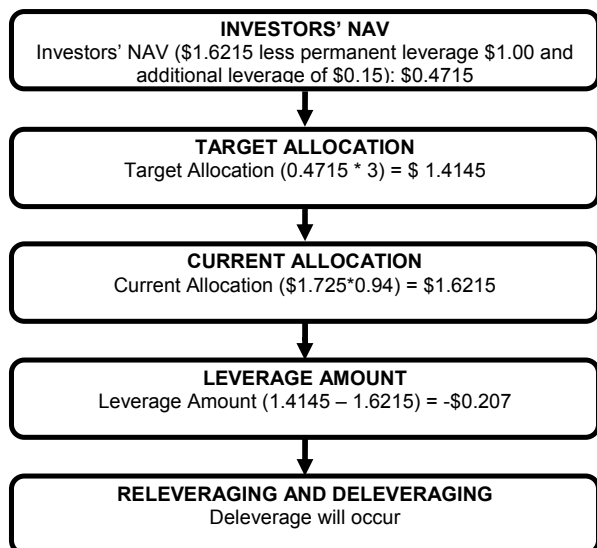 INVESTORS’ NAV
Investors’ NAV ($1.6215 less permanent leverage $1.00 and
additional leverage of $0.15): $0.4715
TARGET ALLOCATION
Target Allocation (0.4715 * 3) = $ 1.4145
CURRENT ALLOCATION
Current Allocation ($1.725*0.94) = $1.6215
LEVERAGE AMOUNT
Leverage Amount (1.4145 – 1.6215) = -$0.207
RELEVERAGING AND DELEVERAGING
Deleverage will occur